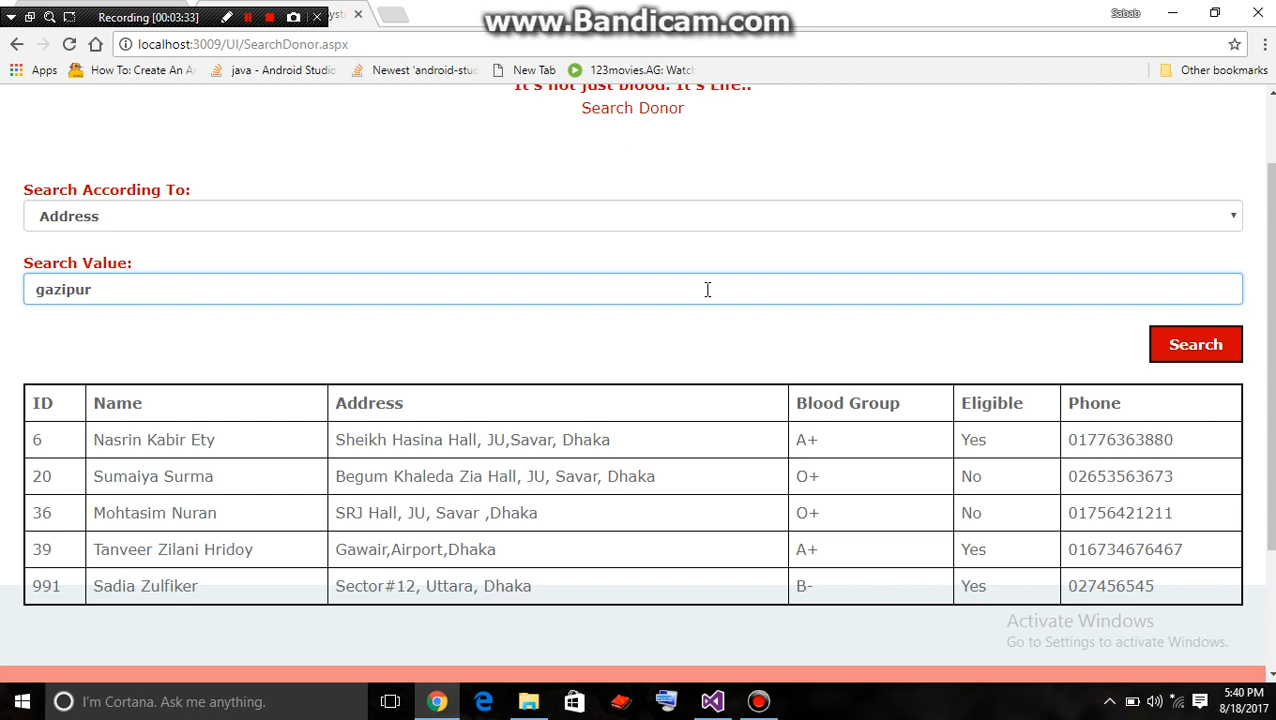 Recording [00:03:33]
www.Bandicam.com
Sabab
localhost:3009/UI/SearchDonor.aspx
Apps How To: Create An A java - Android Studio Newest 'android-stud New Tab 123movies.AG: Watch Other bookmarks
It's not just blood. It's Life..
Search Donor
Search According To:
Address
Search Value:
gazipur
Search
ID Name Address Blood Group Eligible Phone
6 Nasrin Kabir Ety Sheikh Hasina Hall, JU,Savar, Dhaka A+ Yes 01776363880
20 Sumaiya Surma Begum Khaleda Zia Hall, JU, Savar, Dhaka O+ No 02653563673
36 Mohtasim Nuran SRJ Hall, JU, Savar ,Dhaka O+ No 01756421211
39 Tanveer Zilani Hridoy Gawair,Airport,Dhaka A+ Yes 016734676467
991 Sadia Zulfiker Sector#12, Uttara, Dhaka B- Yes 027456545
Activate Windows
Go to Settings to activate Windows.
I'm Cortana. Ask me anything.
5:40 PM
8/18/2017